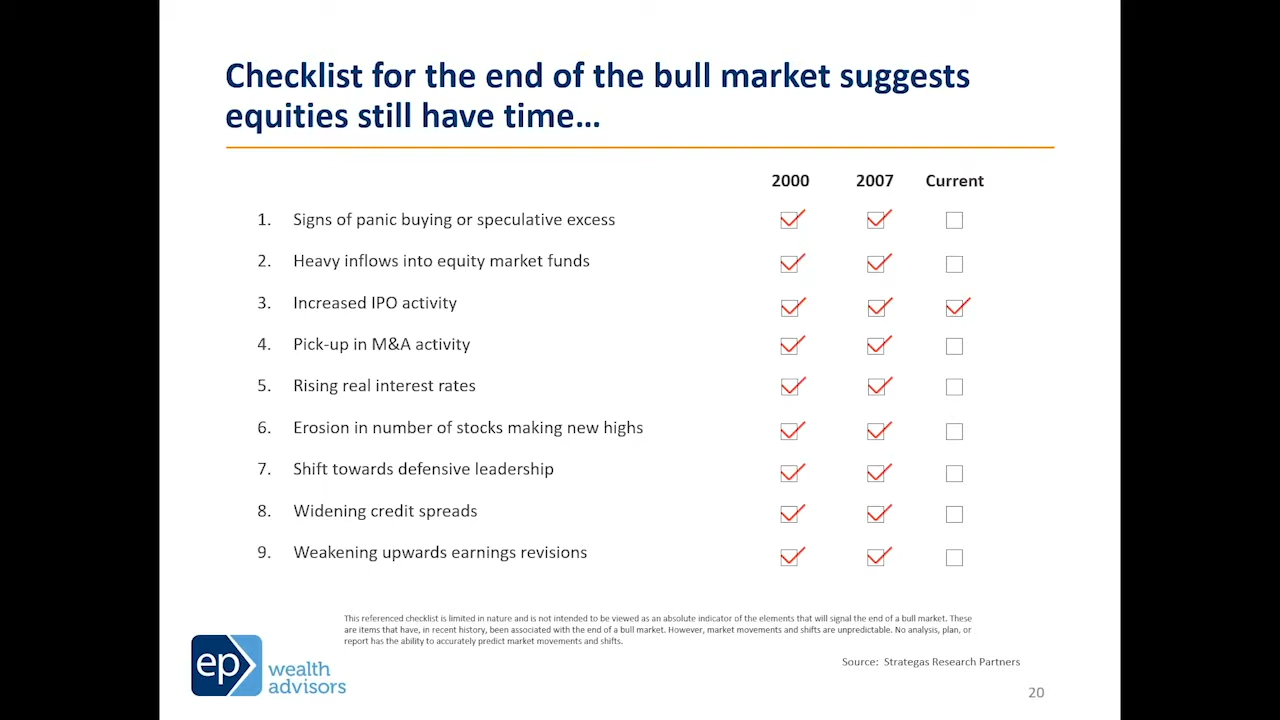 Checklist for the end of the bull market suggests
equities still have time…
2000 2007 Current
1. Signs of panic buying or speculative excess
2. Heavy inflows into equity market funds
3. Increased IPO activity
4. Pick-up in M&A activity
5. Rising real interest rates
6. Erosion in number of stocks making new highs
7. Shift towards defensive leadership
8. Widening credit spreads
9. Weakening upwards earnings revisions
This referenced checklist is limited in nature and is not intended to be viewed as an absolute indicator of the elements that will signal the end of a bull market. These
are items that have, in recent history, been associated with the end of a bull market. However, market movements and shifts are unpredictable. No analysis, plan, or
report has the ability to accurately predict market movements and shifts.
Source: Strategas Research Partners
ep wealth
advisors
20